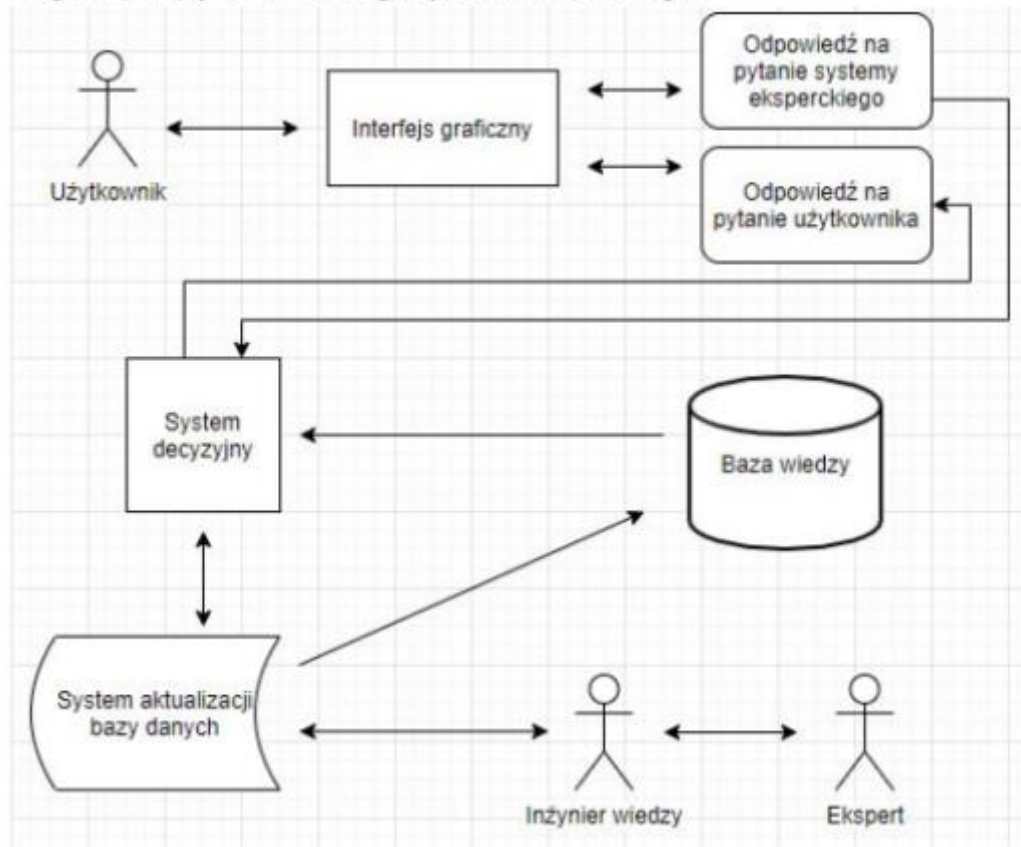 Odpowiedź na
pytanie systemy
eksperckiego
Interfejs graficzny
Użytkownik
Odpowiedź na
pytanie użytkownika
System
decyzyjny
Baza wiedzy
System aktualizacji
bazy danych
Inżynier wiedzy
Ekspert